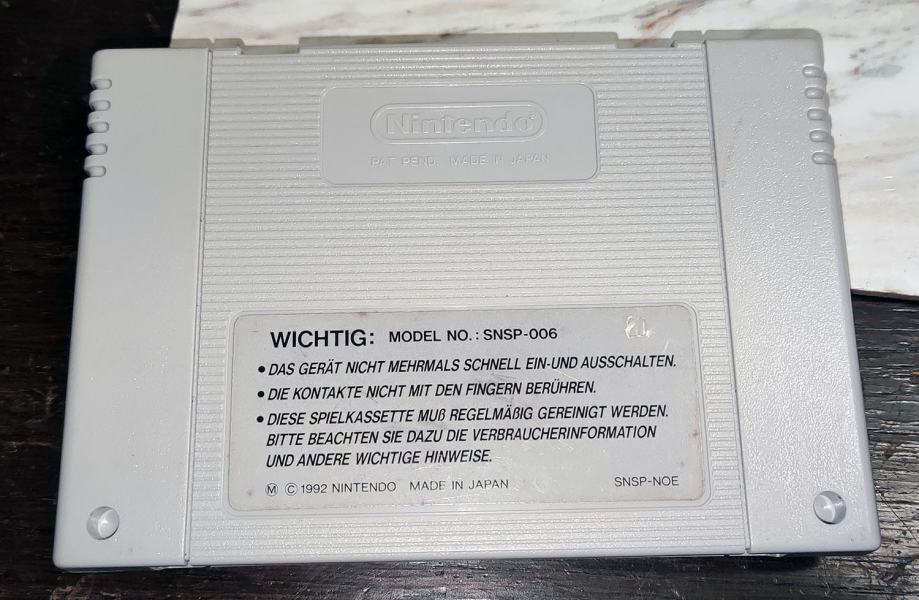 Nintendo®
PAT. PEND. MADE IN JAPAN
WICHTIG: MODEL NO.: SNSP-006
• DAS GERÄT NICHT MEHRMALS SCHNELL EIN-UND AUSSCHALTEN.
• DIE KONTAKTE NICHT MIT DEN FINGERN BERÜHREN.
• DIESE SPIELKASSETTE MUß REGELMÄßIG GEREINIGT WERDEN.
BITTE BEACHTEN SIE DAZU DIE VERBRAUCHERINFORMATION
UND ANDERE WICHTIGE HINWEISE.
Ⓜ © 1992 NINTENDO MADE IN JAPAN SNSP-NOE